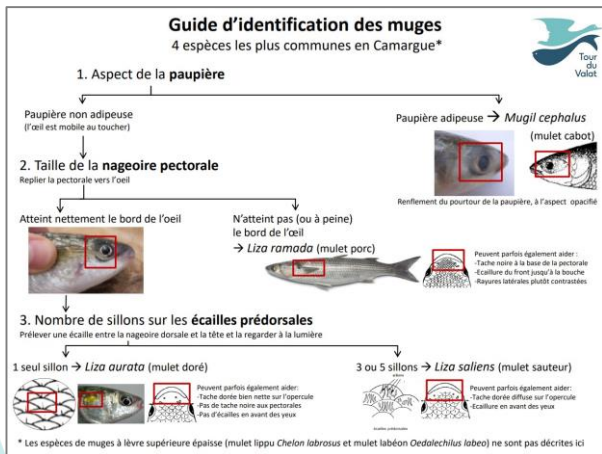 Guide d'identification des muges
4 espèces les plus communes en Camargue*
Tour
du
Valat
1. Aspect de la paupière
Paupière non adipeuse
(l'œil est mobile au toucher)
Paupière adipeuse → Mugil cephalus
(mulet cabot)
Renflement du pourtour de la paupière, à l'aspect opacifié
2. Taille de la nageoire pectorale
Replier la pectorale vers l'oeil
Atteint nettement le bord de l'oeil
N'atteint pas (ou à peine)
le bord de l'œil
→ Liza ramada (mulet porc)
Peuvent parfois également aider :
-Tache noire à la base de la pectorale
-Ecaillure du front jusqu'à la bouche
-Rayures latérales plutôt contrastées
3. Nombre de sillons sur les écailles prédorsales
Prélever une écaille entre la nageoire dorsale et la tête et la regarder à la lumière
1 seul sillon → Liza aurata (mulet doré)
Peuvent parfois également aider:
-Tache dorée bien nette sur l'opercule
-Pas de tache noire aux pectorales
-Pas d'écailles en avant des yeux
3 ou 5 sillons → Liza saliens (mulet sauteur)
Peuvent parfois également aider:
-Tache dorée diffuse sur l'opercule
-Ecaillure en avant des yeux
* Les espèces de muges à lèvre supérieure épaisse (mulet lippu Chelon labrosus et mulet labéon Oedalechilus labeo) ne sont pas décrites ici